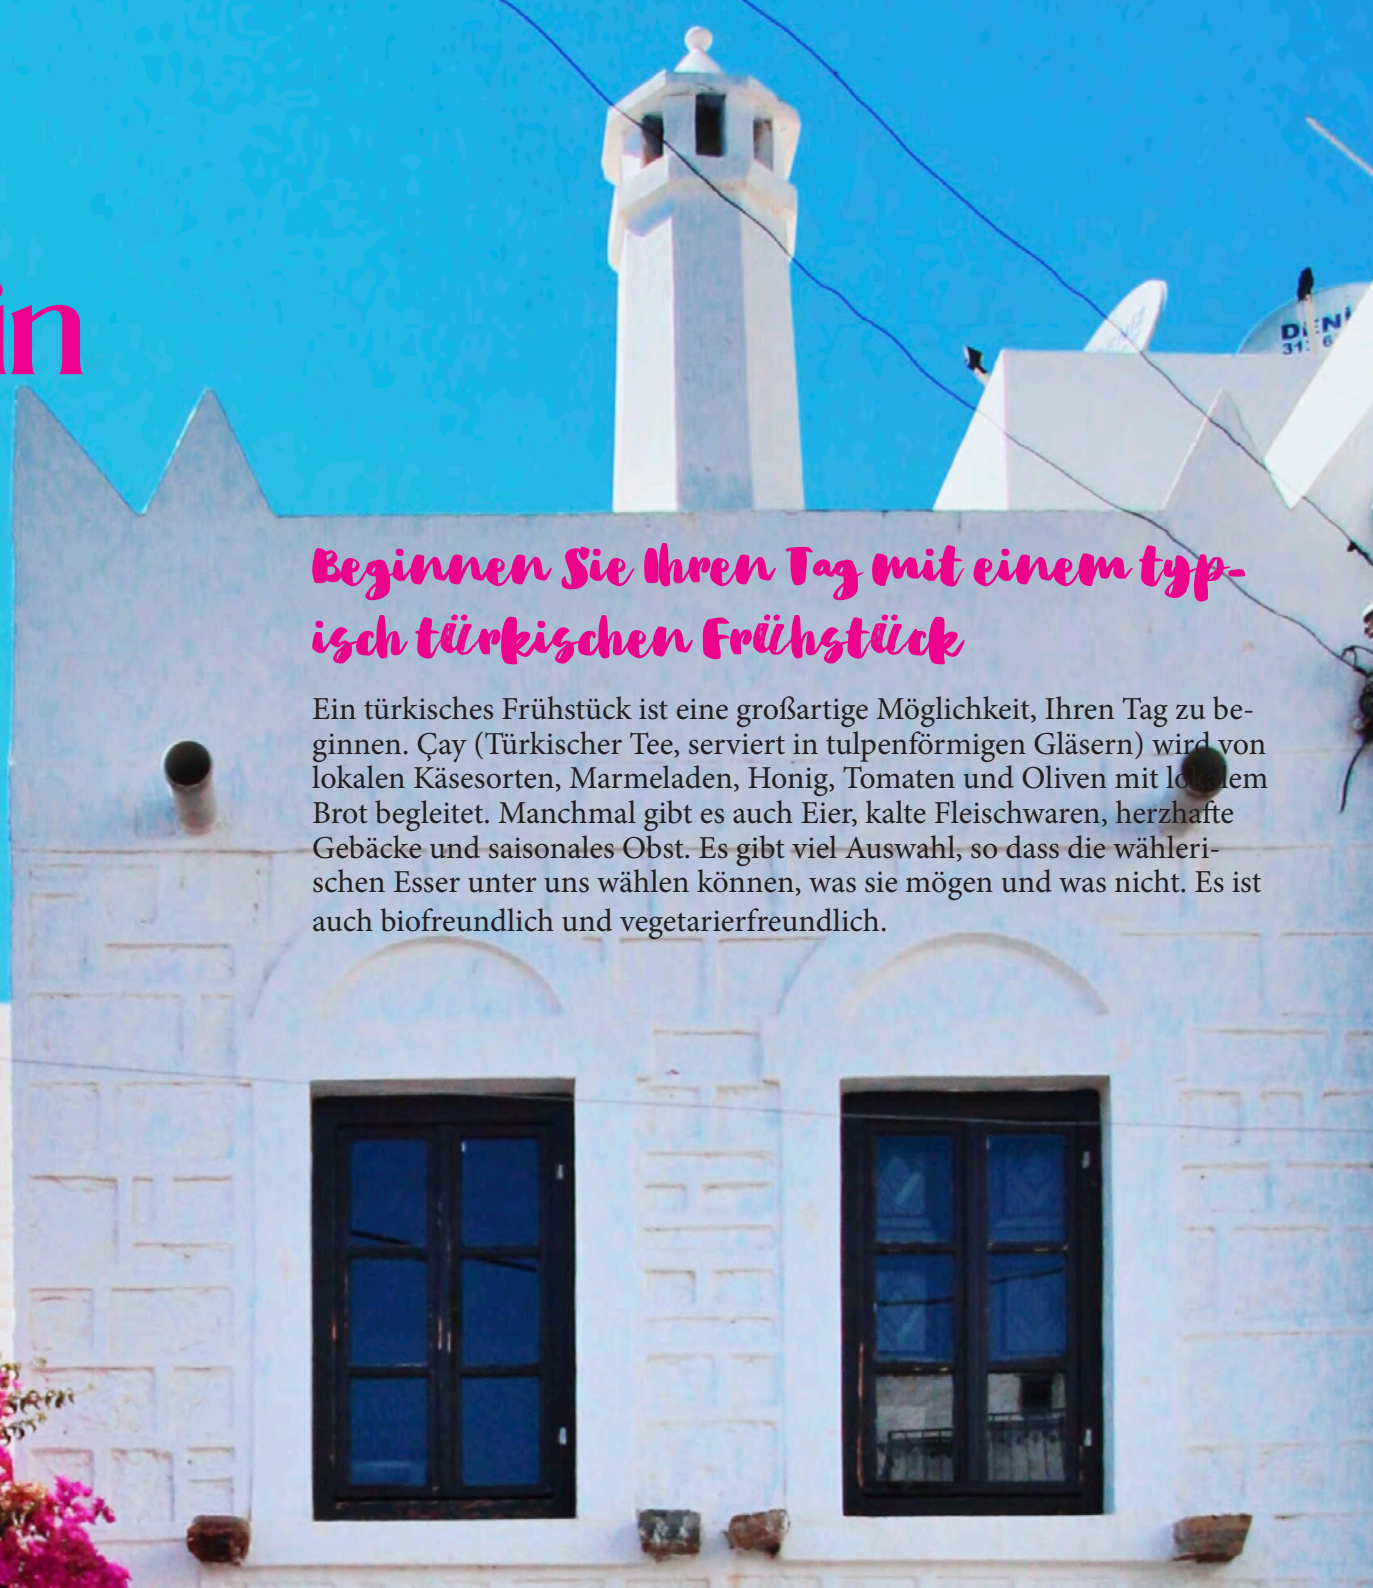 in
Beginnen Sie Ihren Tag mit einem typ-
isch türkischen Frühstück
Ein türkisches Frühstück ist eine großartige Möglichkeit, Ihren Tag zu be-
ginnen. Çay (Türkischer Tee, serviert in tulpenförmigen Gläsern) wird von
lokalen Käsesorten, Marmeladen, Honig, Tomaten und Oliven mit lokalem
Brot begleitet. Manchmal gibt es auch Eier, kalte Fleischwaren, herzhafte
Gebäcke und saisonales Obst. Es gibt viel Auswahl, so dass die wähleri-
schen Esser unter uns wählen können, was sie mögen und was nicht. Es ist
auch biofreundlich und vegetarierfreundlich.